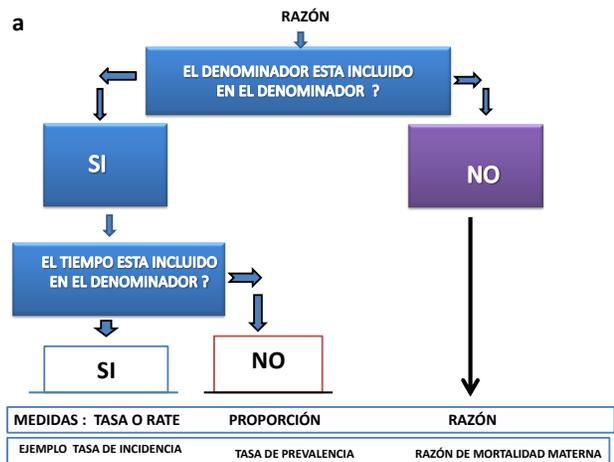 a
RAZÓN
EL DENOMINADOR ESTA INCLUIDO
EN EL DENOMINADOR ?
SI
NO
EL TIEMPO ESTA INCLUIDO
EN EL DENOMINADOR ?
SI
NO
MEDIDAS : TASA O RATE PROPORCIÓN RAZÓN
EJEMPLO TASA DE INCIDENCIA TASA DE PREVALENCIA RAZÓN DE MORTALIDAD MATERNA